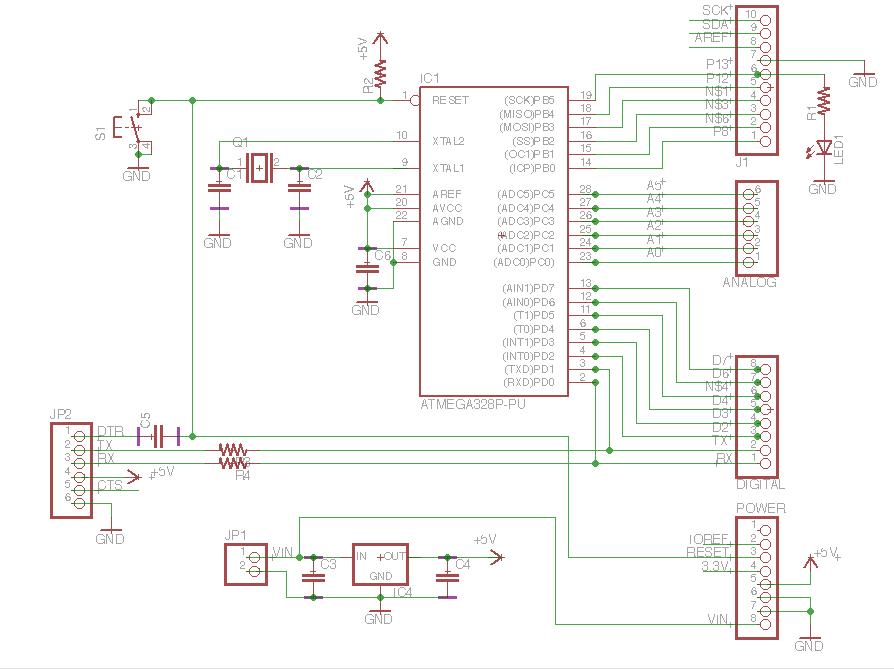 SCK
SDA
AREF
P13
P12
N$1
N$3
N$6
P8
10
9
8
7
6
5
4
3
2
1
J1
GND
R1
LED1
GND
+5V
R2
IC1
ATMEGA328P-PU
1 RESET (SCK)PB5 19
(MISO)PB4 18
(MOSI)PB3 17
10 XTAL2 (SS)PB2 16
(OC1)PB1 15
9 XTAL1 (ICP)PB0 14
21 AREF (ADC5)PC5 28 A5
20 AVCC (ADC4)PC4 27 A4
22 AGND (ADC3)PC3 26 A3
(ADC2)PC2 25 A2
7 VCC (ADC1)PC1 24 A1
8 GND (ADC0)PC0 23 A0
(AIN1)PD7 13
(AIN0)PD6 12
(T1)PD5 11
(T0)PD4 6
(INT1)PD3 5
(INT0)PD2 4
(TXD)PD1 3
(RXD)PD0 2
S1
1
2
3
4
GND
Q1
1
2
C1
C2
GND
GND
+5V
C6
GND
6
5
4
3
2
1
ANALOG
D7
D6
N$4
D4
D3
D2
TX
RX
8
7
6
5
4
3
2
1
DIGITAL
JP2
1 DTR
2 TX
3 RX
4 +5V
5 CTS
6
GND
C5
R4
JP1
1 VIN
2
C3
IN
OUT
GND
IC4
C4
+5V
GND
POWER
1
2 IOREF
3 RESET
4 3.3V
5
6
7
8 VIN
+5V
GND